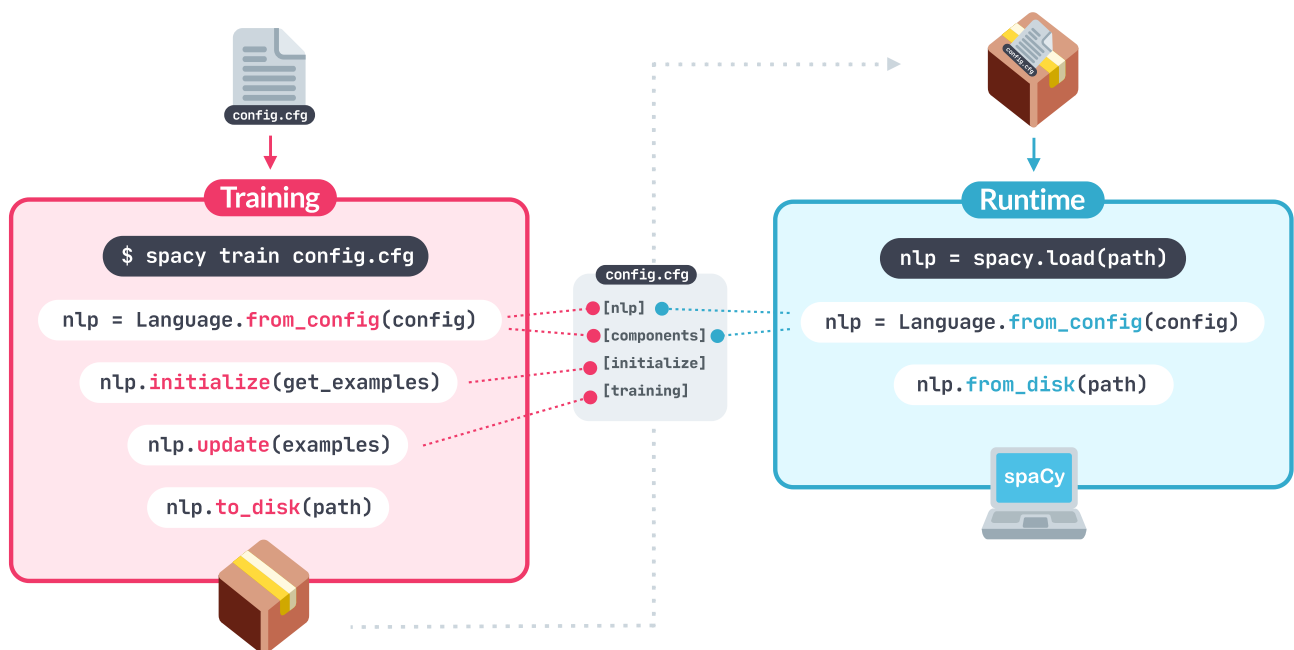 config.cfg
config.cfg
Training
$ spacy train config.cfg
nlp = Language.from_config(config)
nlp.initialize(get_examples)
nlp.update(examples)
nlp.to_disk(path)
config.cfg
[nlp]
[components]
[initialize]
[training]
Runtime
nlp = spacy.load(path)
nlp = Language.from_config(config)
nlp.from_disk(path)
spaCy